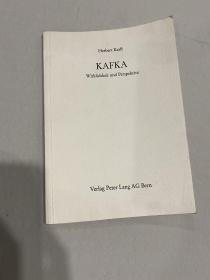 Herbert Kraft
KAFKA
Wirklichkeit und Perspektive
Verlag Peter Lang AG Bern